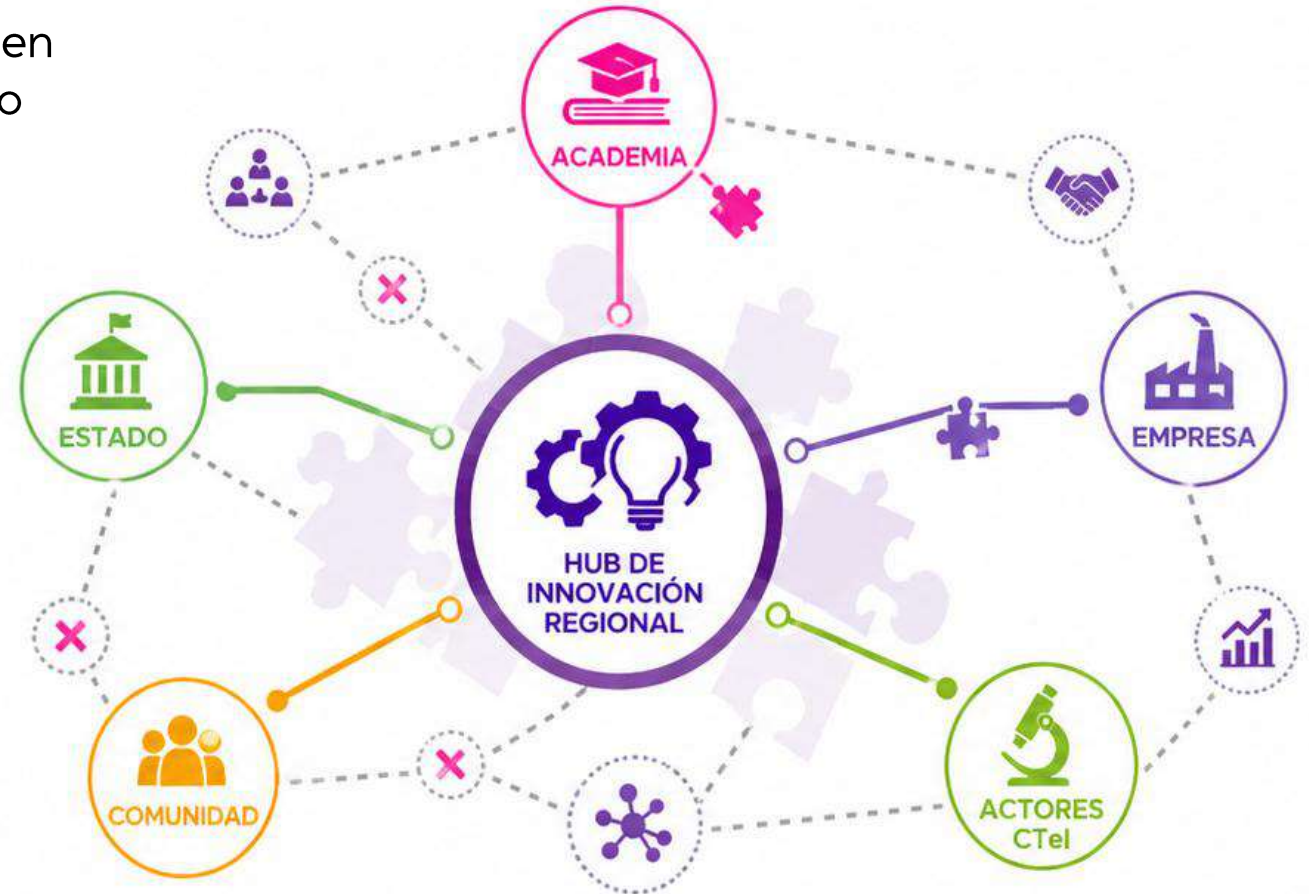 en
o
ACADEMIA
ESTADO
EMPRESA
HUB DE
INNOVACIÓN
REGIONAL
COMUNIDAD
ACTORES
CTeI